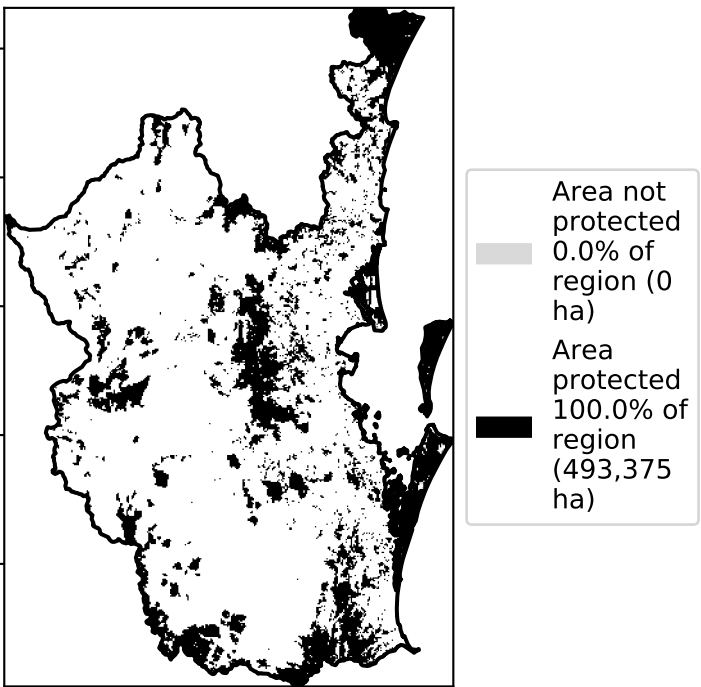 Area not
protected
0.0% of
region (0
ha)
Area
protected
100.0% of
region
(493,375
ha)